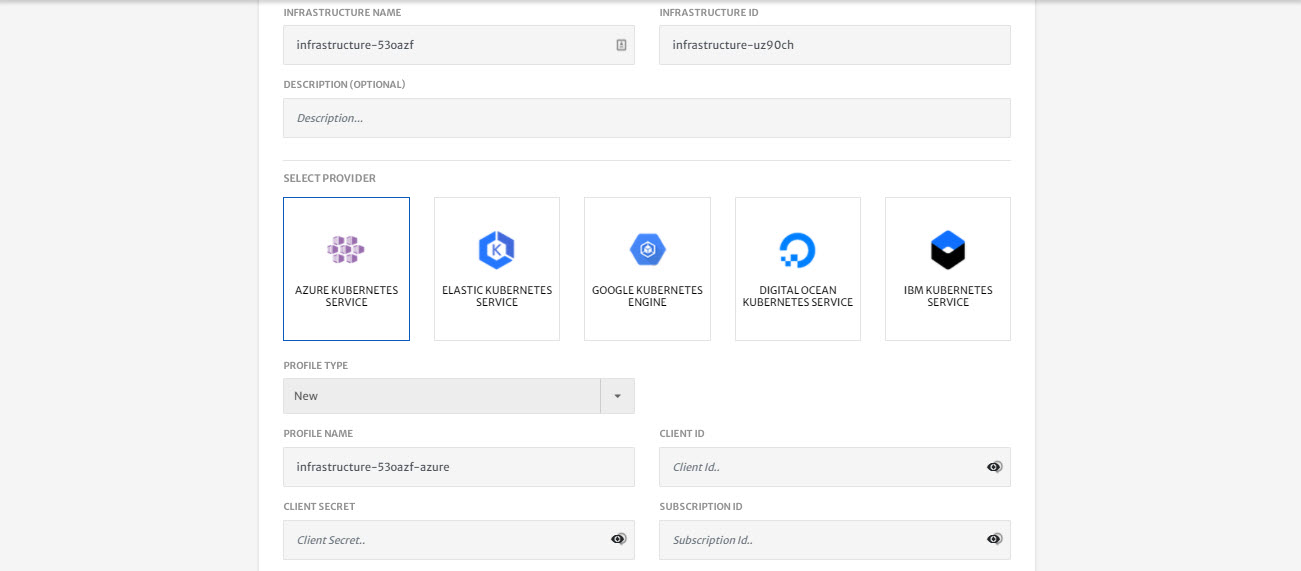 INFRASTRUCTURE NAME
INFRASTRUCTURE ID
infrastructure-53oazf
infrastructure-uz90ch
DESCRIPTION (OPTIONAL)
Description...
SELECT PROVIDER
AZURE KUBERNETES
SERVICE
K
ELASTIC KUBERNETES
SERVICE
GOOGLE KUBERNETES
ENGINE
DIGITAL OCEAN
KUBERNETES SERVICE
IBM KUBERNETES
SERVICE
PROFILE TYPE
New
PROFILE NAME
CLIENT ID
infrastructure-53oazf-azure
Client Id..
CLIENT SECRET
SUBSCRIPTION ID
Client Secret..
Subscription Id..